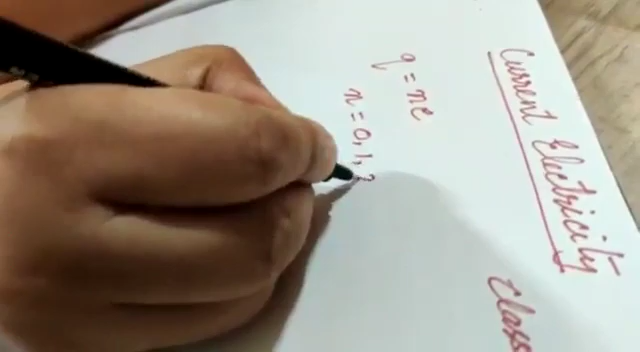 Current Electricity
Class
q = ne
n = 0, 1, 2